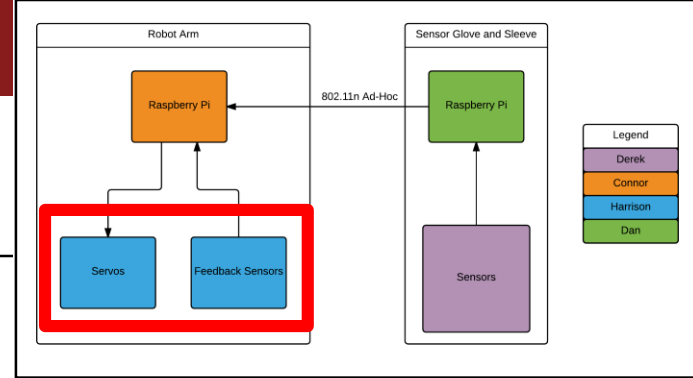 Robot Arm
Sensor Glove and Sleeve
Raspberry Pi
802.11n Ad-Hoc
Raspberry Pi
Legend
Derek
Connor
Harrison
Dan
Servos
Feedback Sensors
Sensors